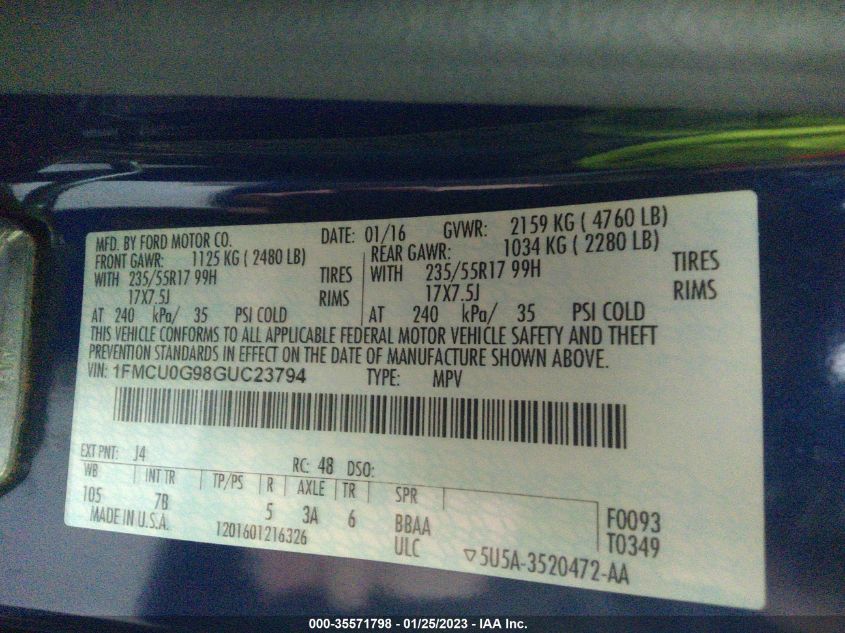 MFD. BY FORD MOTOR CO. DATE: 01/16 GVWR: 2159 KG ( 4760 LB)
FRONT GAWR: 1125 KG ( 2480 LB) REAR GAWR: 1034 KG ( 2280 LB)
WITH 235/55R17 99H TIRES WITH 235/55R17 99H TIRES
17X7.5J RIMS 17X7.5J RIMS
AT 240 kPa/ 35 PSI COLD AT 240 kPa/ 35 PSI COLD
THIS VEHICLE CONFORMS TO ALL APPLICABLE FEDERAL MOTOR VEHICLE SAFETY AND THEFT
PREVENTION STANDARDS IN EFFECT ON THE DATE OF MANUFACTURE SHOWN ABOVE.
VIN: 1FMCU0G98GUC23794 TYPE: MPV
EXT PNT: J4 RC: 48 DSO:
WB INT TR TP/PS R AXLE TR SPR
105 7B 5 3A 6 BBAA F0093
MADE IN U.S.A. 1201601216326 ULC T0349
▽5U5A-3520472-AA
000-35571798 - 01/25/2023 - IAA Inc.